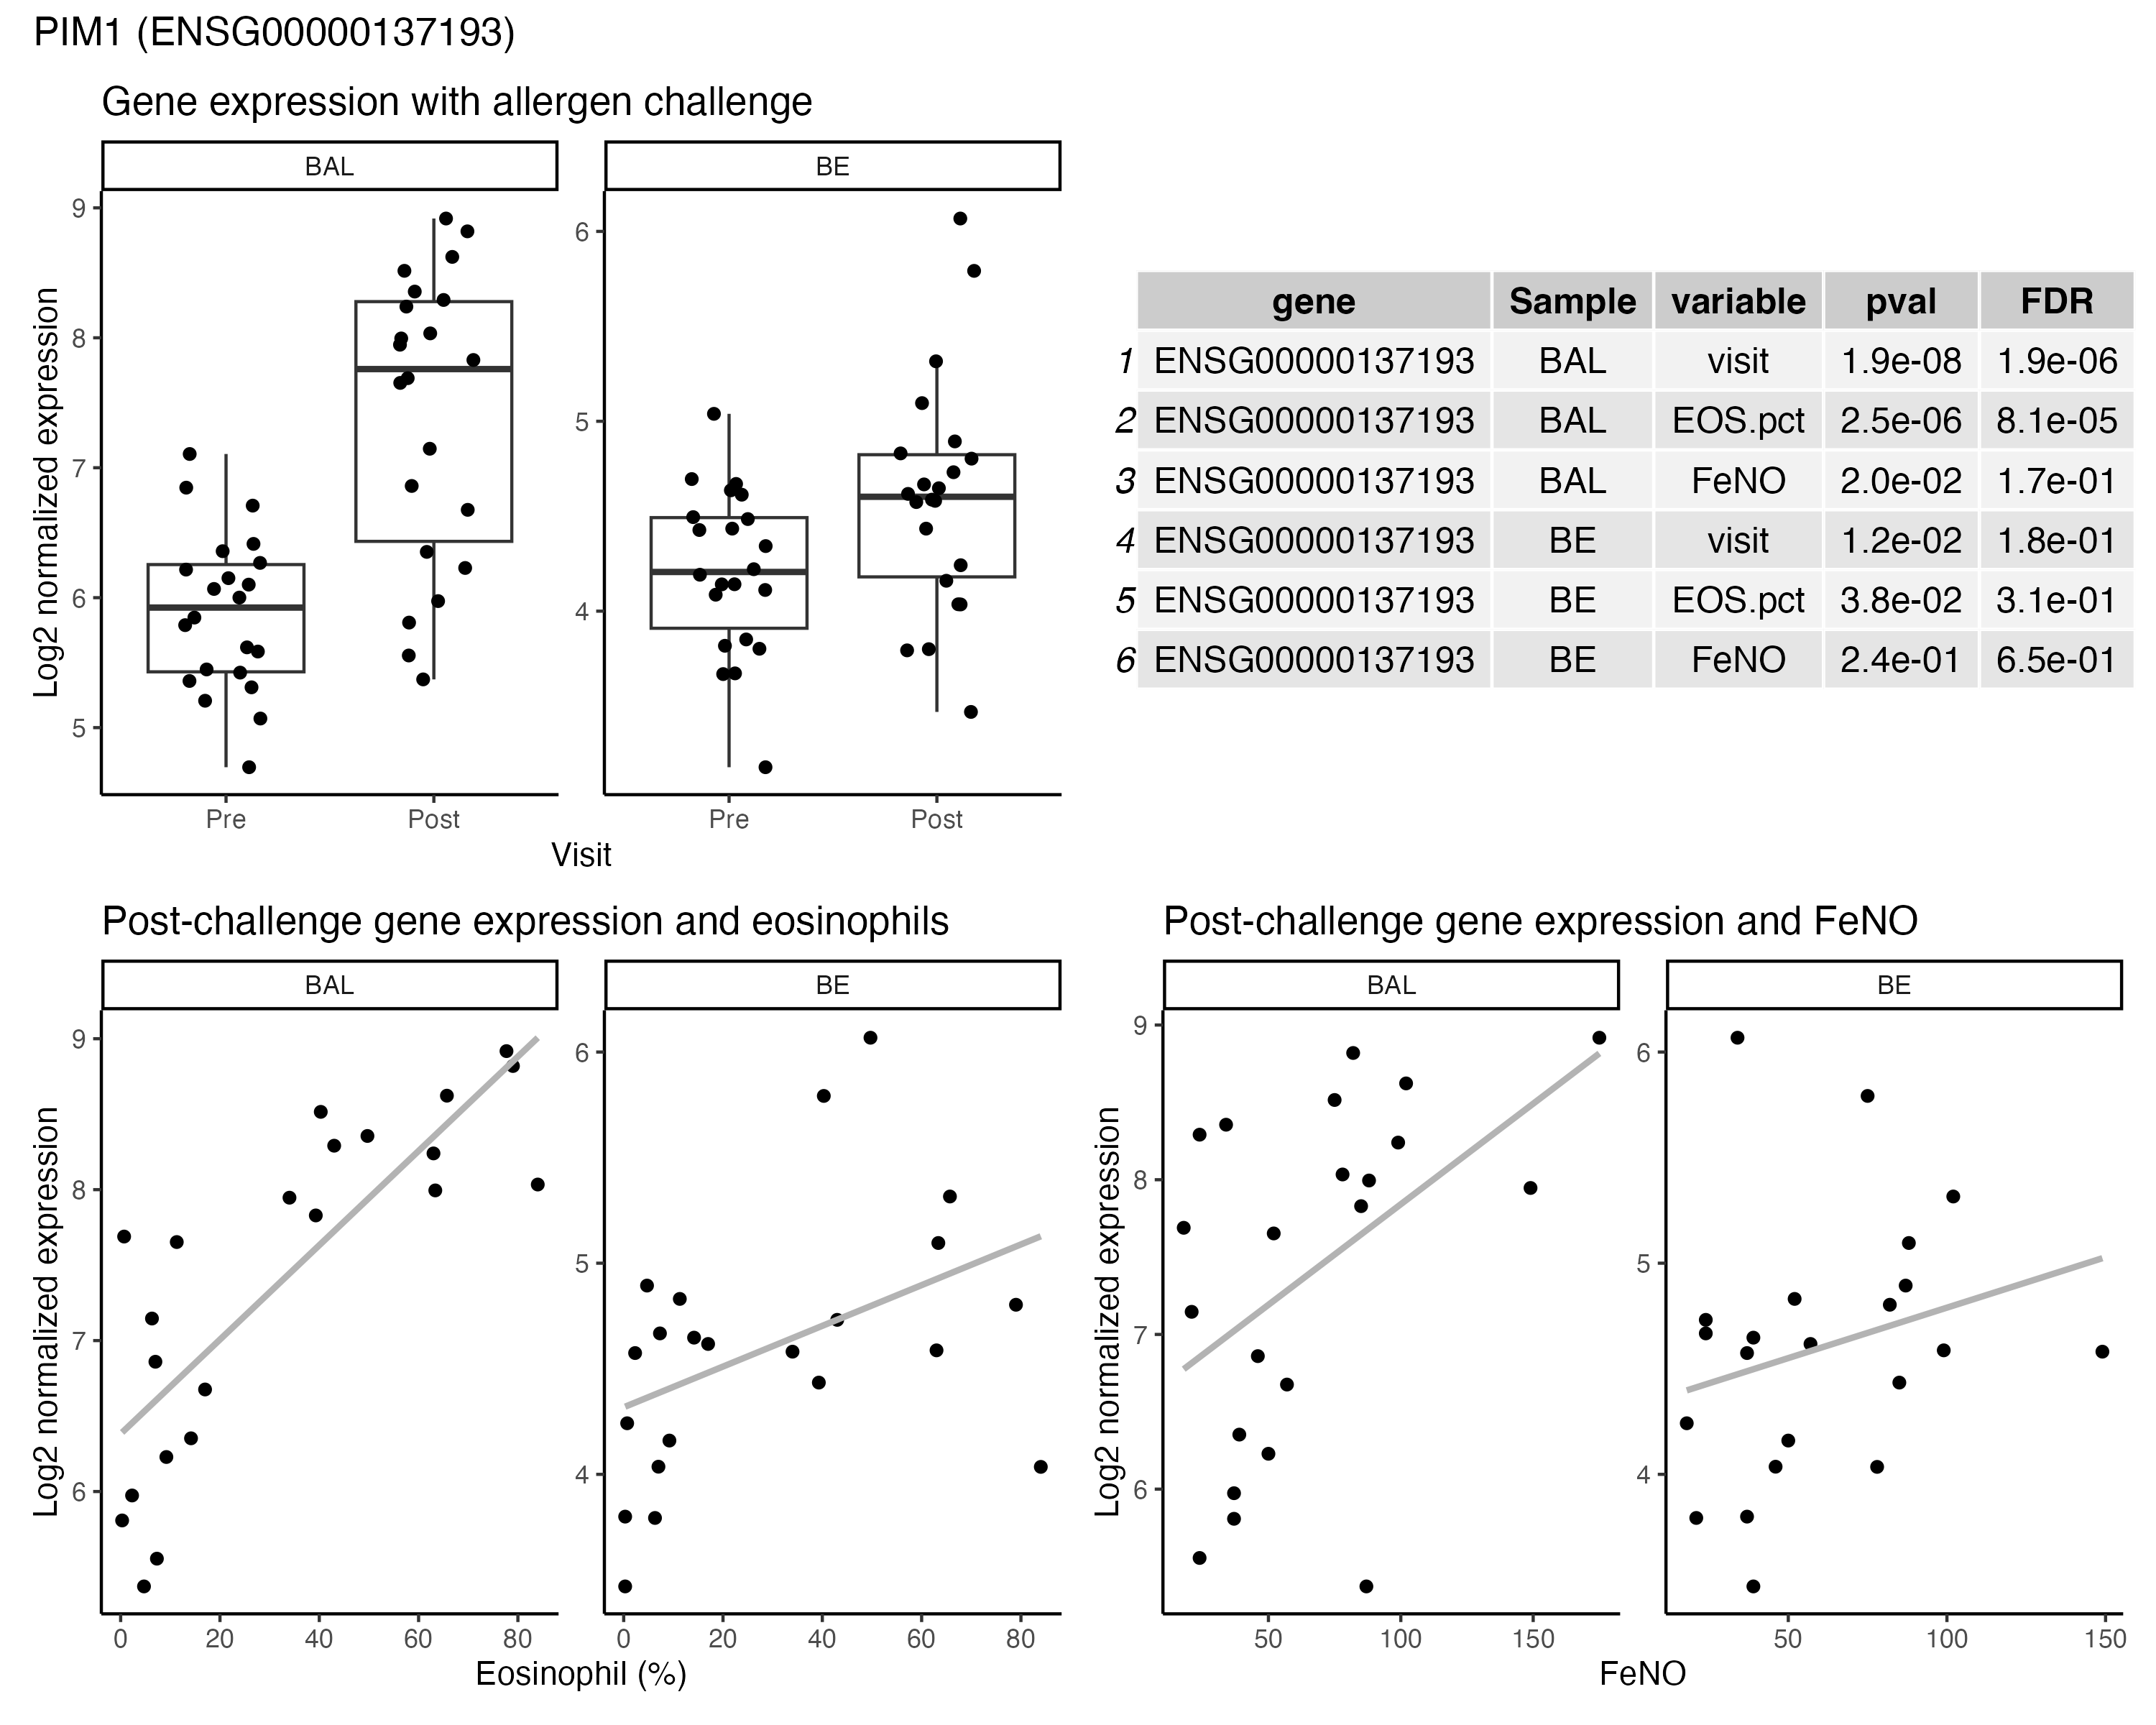 PIM1 (ENSG00000137193)
Gene expression with allergen challenge
BAL
BE
Log2 normalized expression
9
8
7
6
5
6
5
4
Pre
Post
Pre
Post
Visit
gene Sample variable pval FDR
1 ENSG00000137193 BAL visit 1.9e-08 1.9e-06
2 ENSG00000137193 BAL EOS.pct 2.5e-06 8.1e-05
3 ENSG00000137193 BAL FeNO 2.0e-02 1.7e-01
4 ENSG00000137193 BE visit 1.2e-02 1.8e-01
5 ENSG00000137193 BE EOS.pct 3.8e-02 3.1e-01
6 ENSG00000137193 BE FeNO 2.4e-01 6.5e-01
Post-challenge gene expression and eosinophils
BAL
BE
Log2 normalized expression
9
8
7
6
6
5
4
0 20 40 60 80
0 20 40 60 80
Eosinophil (%)
Post-challenge gene expression and FeNO
BAL
BE
Log2 normalized expression
9
8
7
6
6
5
4
50 100 150
50 100 150
FeNO